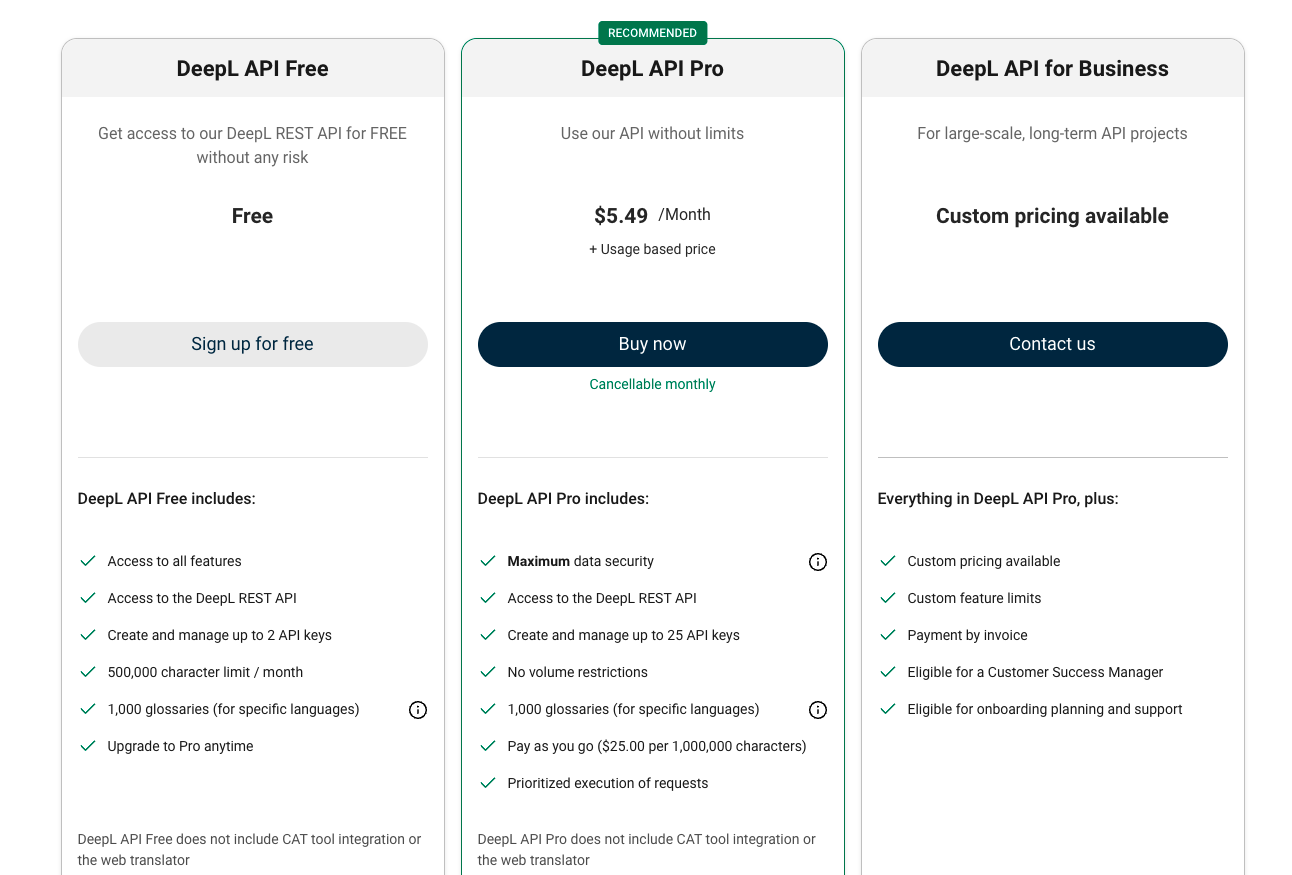 RECOMMENDED
DeepL API Free
Get access to our DeepL REST API for FREE
without any risk
Free
Sign up for free
DeepL API Free includes:
Access to all features
Access to the DeepL REST API
Create and manage up to 2 API keys
500,000 character limit / month
1,000 glossaries (for specific languages)
Upgrade to Pro anytime
DeepL API Free does not include CAT tool integration or
the web translator
DeepL API Pro
Use our API without limits
$5.49 /Month
+ Usage based price
Buy now
Cancellable monthly
DeepL API Pro includes:
Maximum data security
Access to the DeepL REST API
Create and manage up to 25 API keys
No volume restrictions
1,000 glossaries (for specific languages)
Pay as you go ($25.00 per 1,000,000 characters)
Prioritized execution of requests
DeepL API Pro does not include CAT tool integration or
the web translator
DeepL API for Business
For large-scale, long-term API projects
Custom pricing available
Contact us
Everything in DeepL API Pro, plus:
Custom pricing available
Custom feature limits
Payment by invoice
Eligible for a Customer Success Manager
Eligible for onboarding planning and support